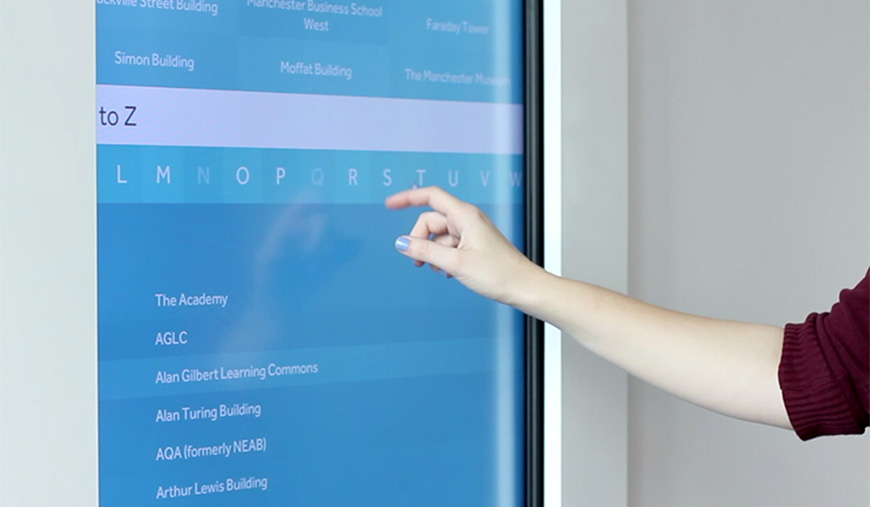 ckville Street Building
Manchester Business School
West
Faraday Tower
Simon Building
Moffat Building
The Manchester Museum
to Z
L M N O P Q R S T U V W
The Academy
AGLC
Alan Gilbert Learning Commons
Alan Turing Building
AQA (formerly NEAB)
Arthur Lewis Building